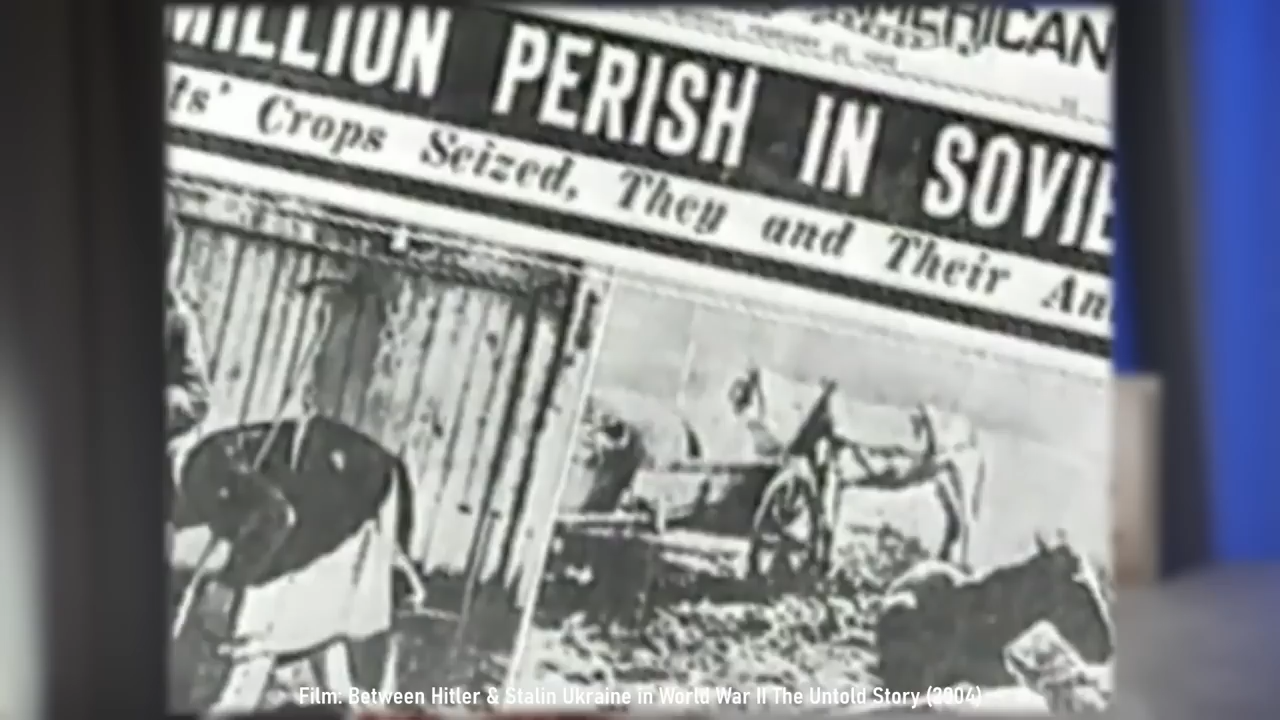 AMERICAN
MILLION PERISH IN SOVIE
ts' Crops Seized, They and Their An
Film: Between Hitler & Stalin Ukraine in World War II The Untold Story (2004)